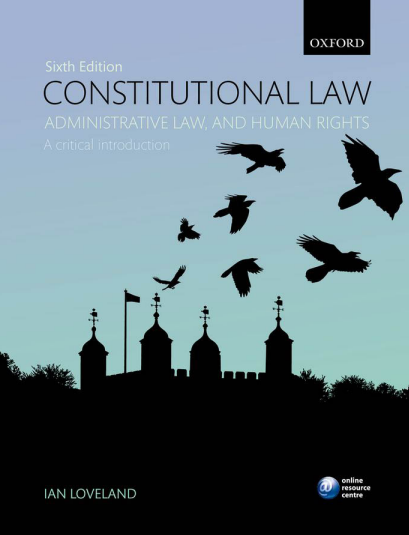 OXFORD
Sixth Edition
CONSTITUTIONAL LAW
ADMINISTRATIVE LAW, AND HUMAN RIGHTS
A critical introduction
IAN LOVELAND
@
online
resource
centre